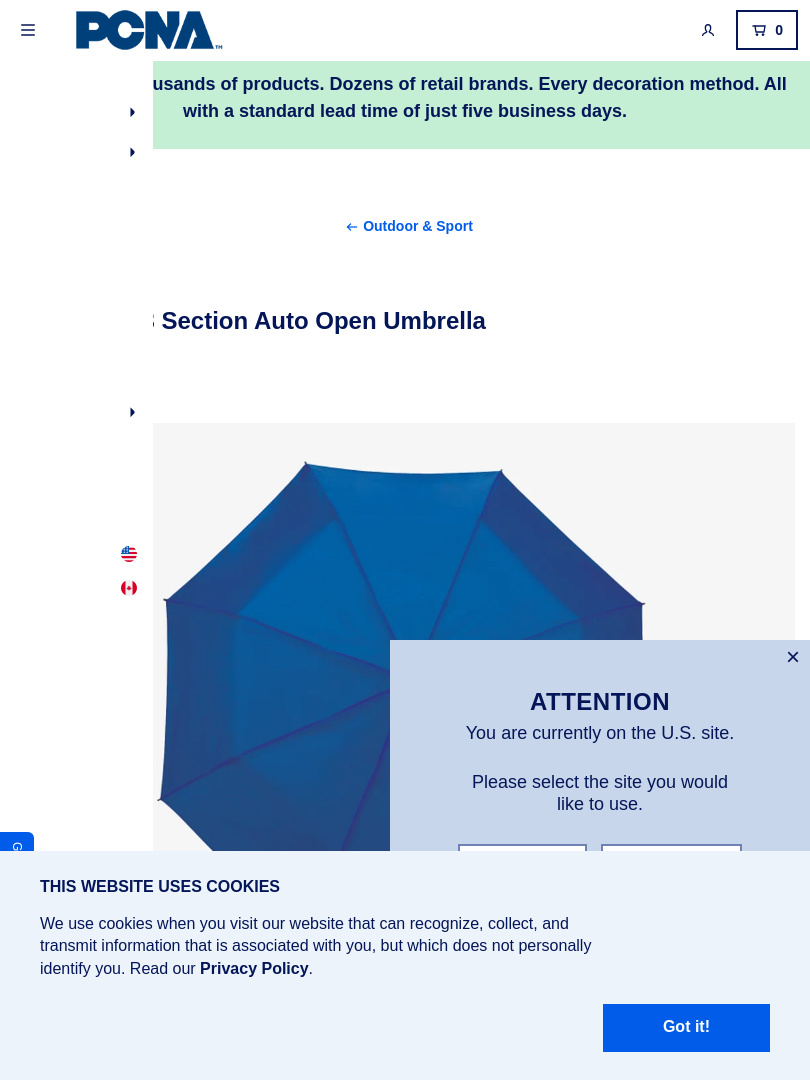 PCNA™
0
usands of products. Dozens of retail brands. Every decoration method. All
with a standard lead time of just five business days.
← Outdoor & Sport
Section Auto Open Umbrella
ATTENTION
You are currently on the U.S. site.
Please select the site you would
like to use.
G
THIS WEBSITE USES COOKIES
We use cookies when you visit our website that can recognize, collect, and
transmit information that is associated with you, but which does not personally
identify you. Read our Privacy Policy.
Got it!